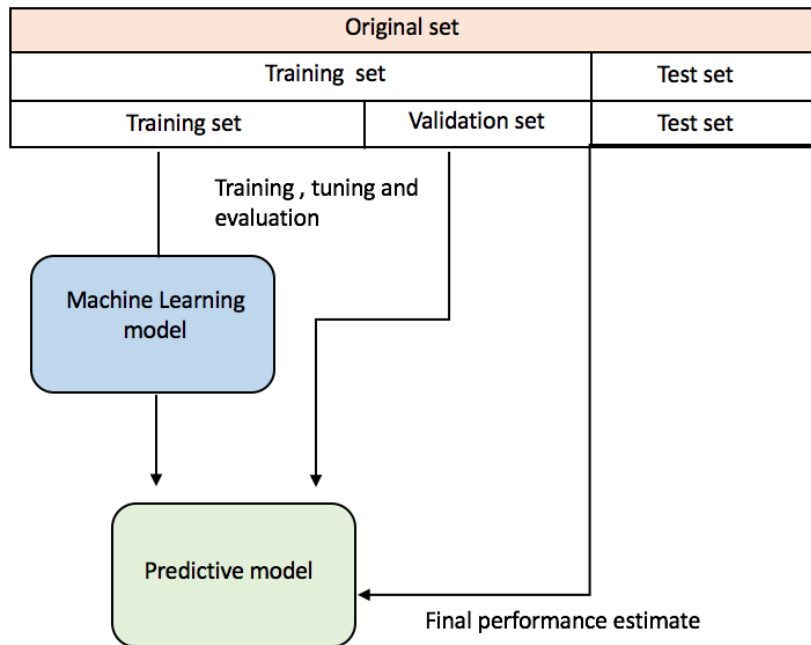 Original set
Training set
Test set
Training set
Validation set
Test set
Training , tuning and
evaluation
Machine Learning
model
Predictive model
Final performance estimate